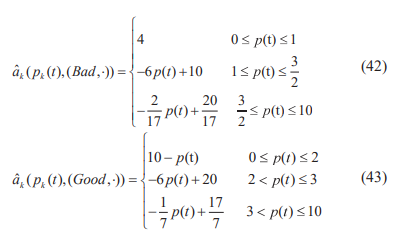 â_k(p_k(t),(Bad,·)) = { 4   0 ≤ p(t) ≤ 1
−6p(t)+10   1 ≤ p(t) ≤ 3/2   (42)
−2/17 p(t) + 20/17   3/2 ≤ p(t) ≤ 10
â_k(p_k(t),(Good,·)) = { 10 − p(t)   0 ≤ p(t) ≤ 2
−6p(t)+20   2 < p(t) ≤ 3   (43)
−1/7 p(t) + 17/7   3 < p(t) ≤ 10